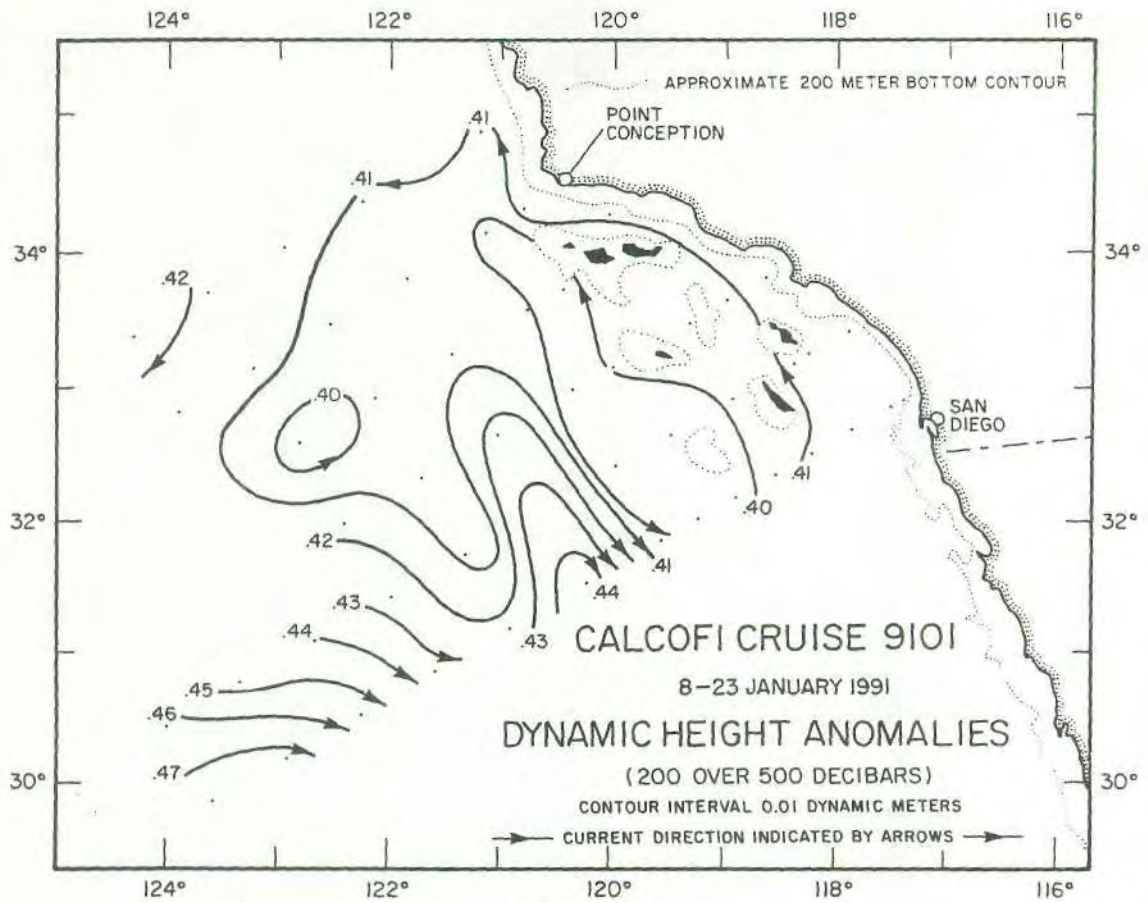 124° 122° 120° 118° 116°
APPROXIMATE 200 METER BOTTOM CONTOUR
.41
POINT
CONCEPTION
.41
34° 34°
.42
.40
SAN
DIEGO
.41
.40
32° 32°
.42
.41
.44
.43
.43
CALCOFI CRUISE 9101
.44
8–23 JANUARY 1991
.45
.46
DYNAMIC HEIGHT ANOMALIES
.47
(200 OVER 500 DECIBARS)
30° 30°
CONTOUR INTERVAL 0.01 DYNAMIC METERS
CURRENT DIRECTION INDICATED BY ARROWS
124° 122° 120° 118° 116°